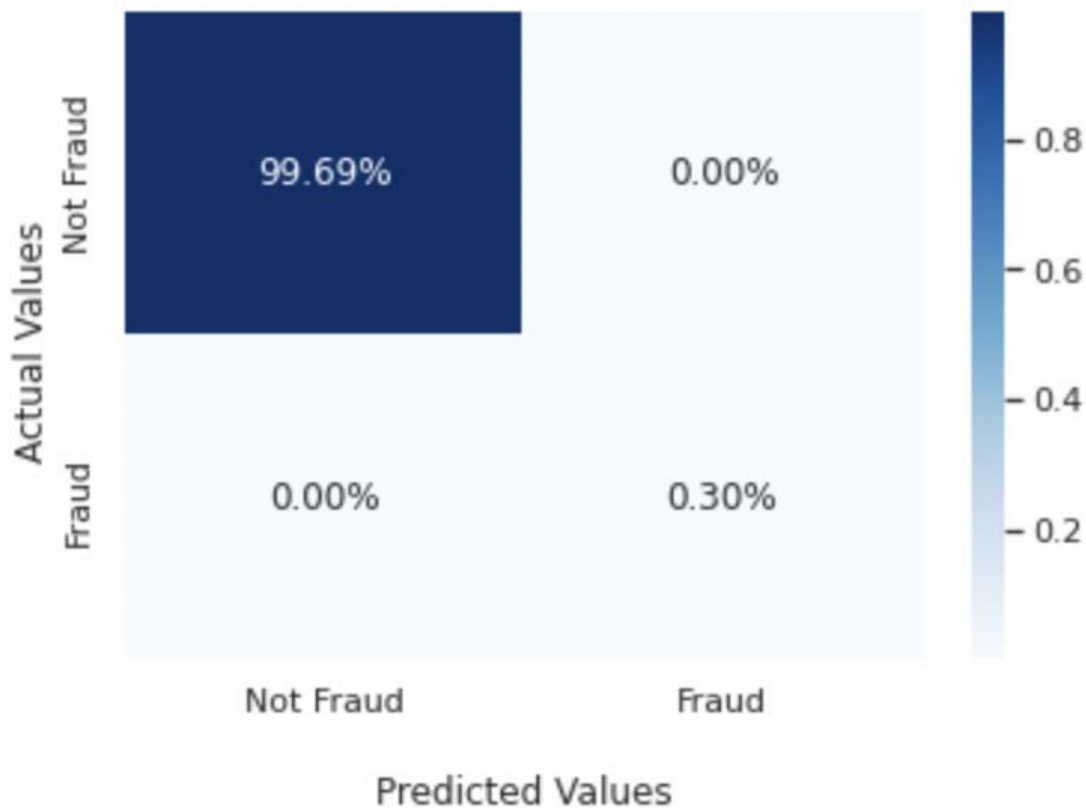 Actual Values
Not Fraud
Fraud
99.69%
0.00%
0.00%
0.30%
Not Fraud
Fraud
Predicted Values
0.8
0.6
0.4
0.2